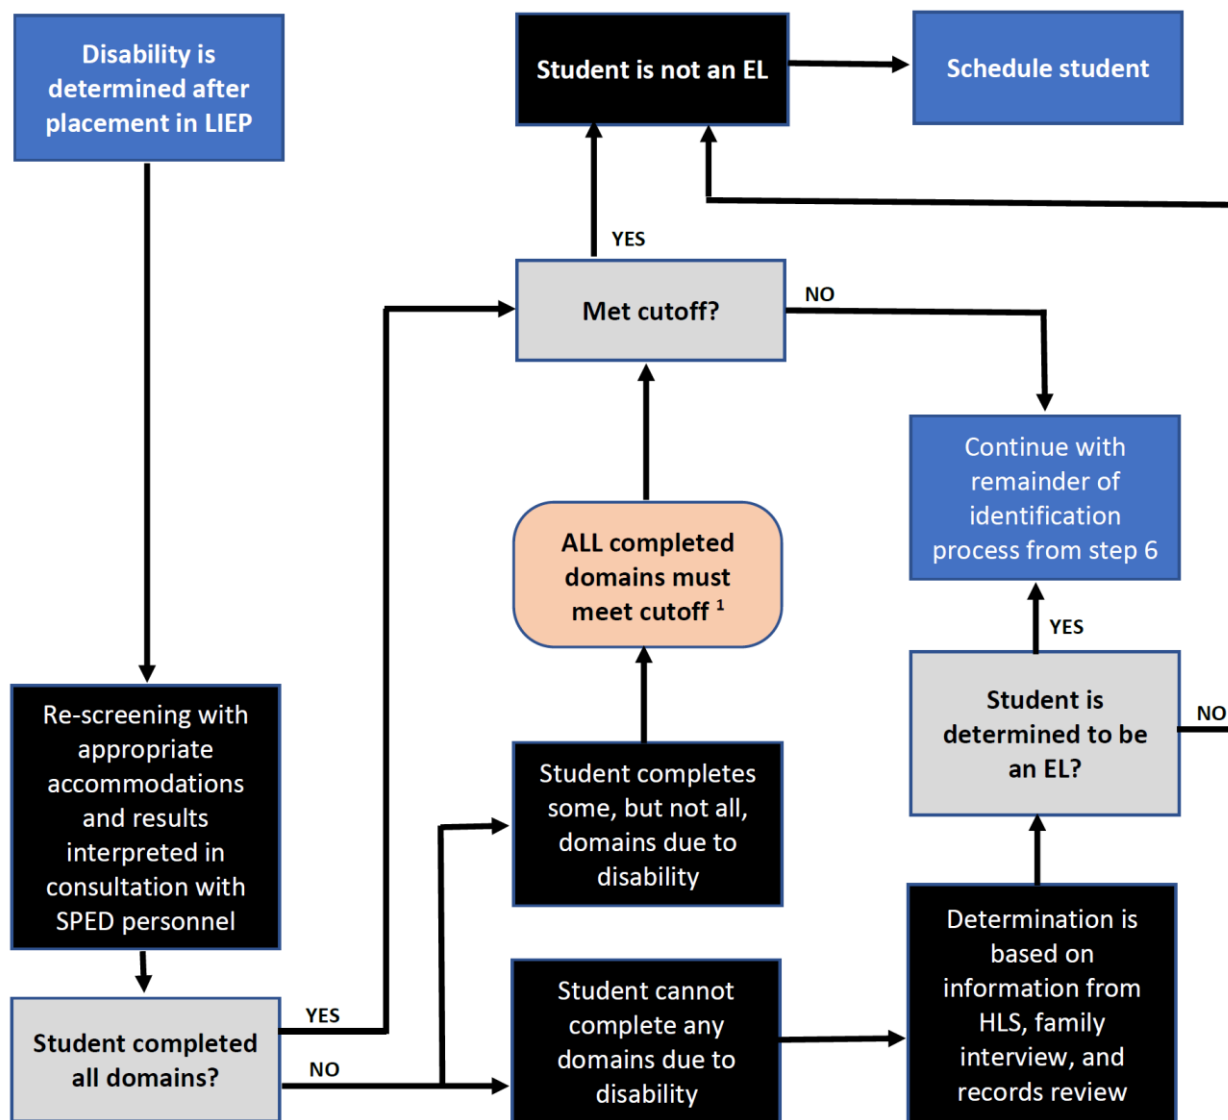 Disability is
determined after
placement in LIEP
Student is not an EL
Schedule student
YES
Met cutoff?
NO
Continue with
remainder of
identification
process from step 6
ALL completed
domains must
meet cutoff 1
YES
Student is
determined to be
an EL?
NO
Re-screening with
appropriate
accommodations
and results
interpreted in
consultation with
SPED personnel
Student completes
some, but not all,
domains due to
disability
Determination is
based on
information from
HLS, family
interview, and
records review
Student cannot
complete any
domains due to
disability
Student completed
all domains?
YES
NO